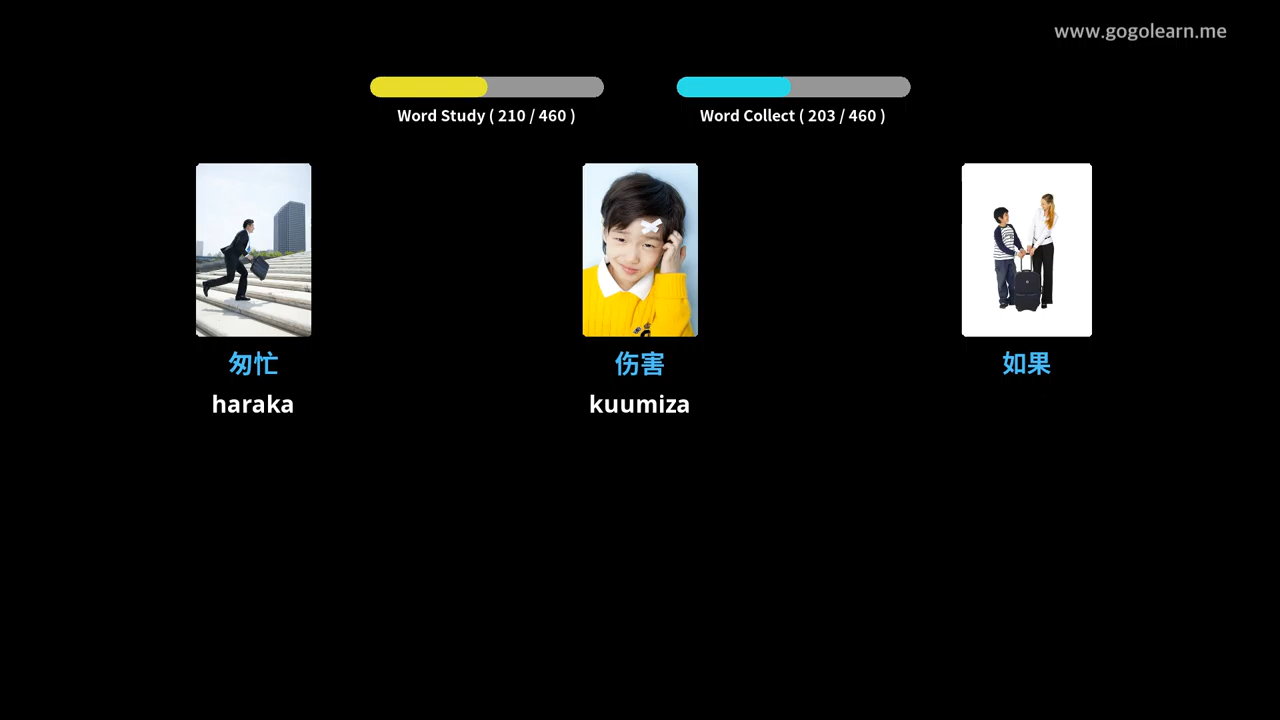 www.gogolearn.me
Word Study ( 210 / 460 )
Word Collect ( 203 / 460 )
匆忙
伤害
如果
haraka
kuumiza